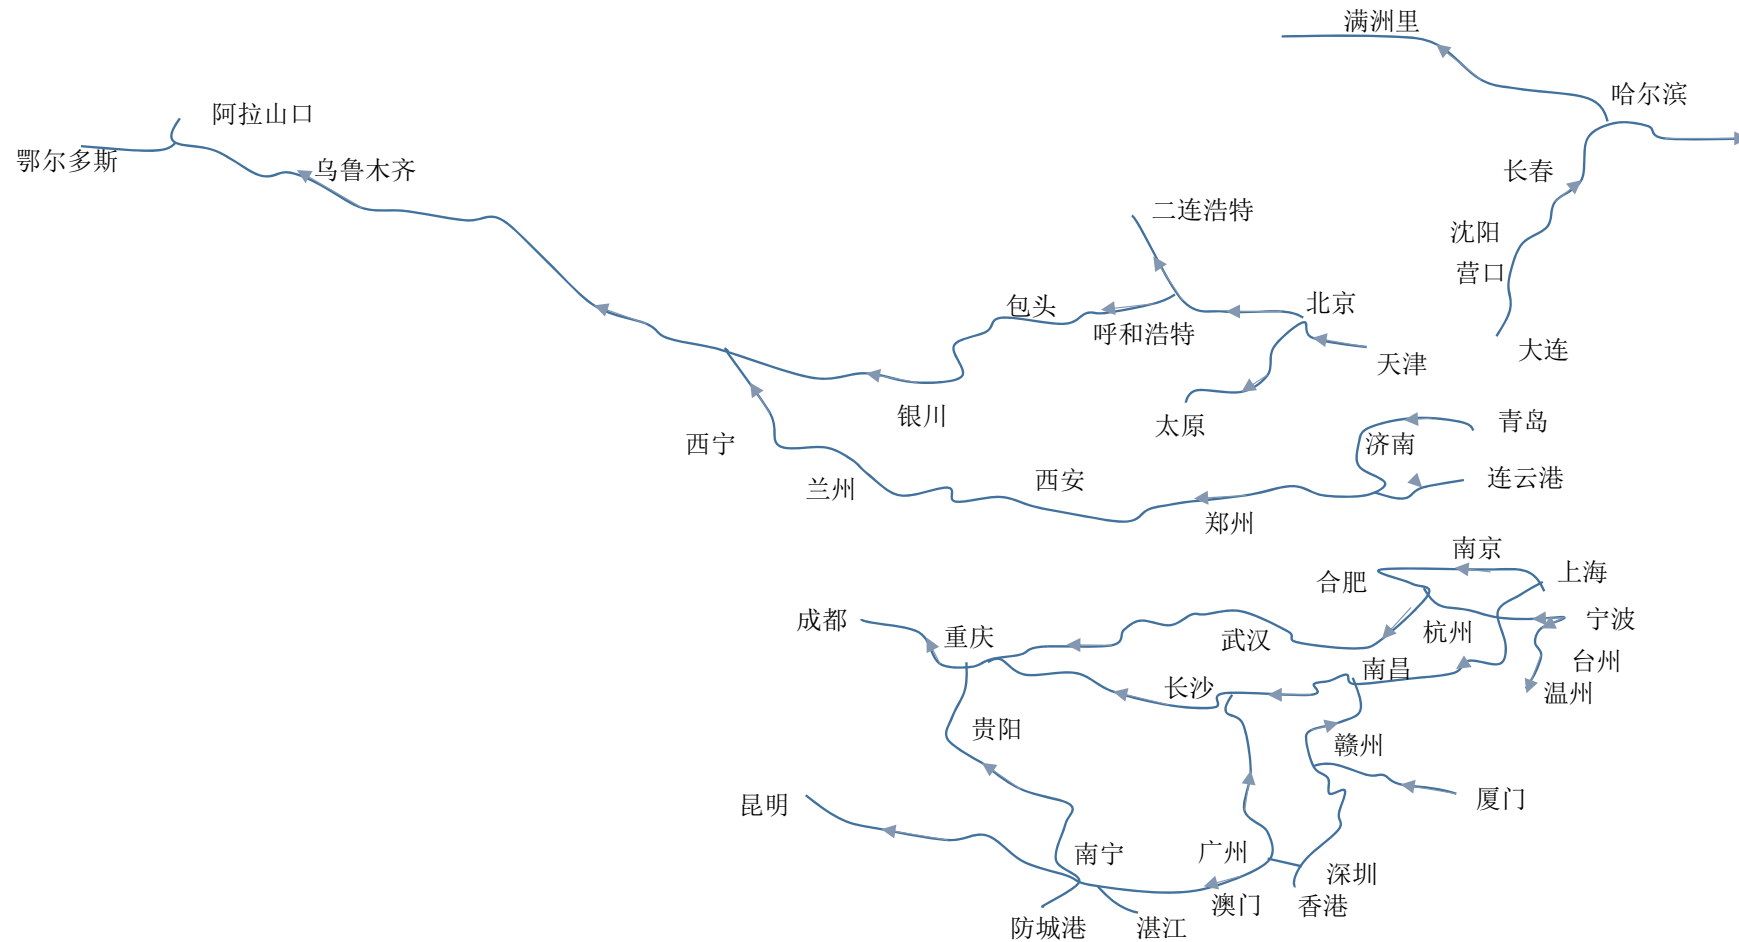 满洲里
哈尔滨
阿拉山口
鄂尔多斯
乌鲁木齐
长春
二连浩特
沈阳
营口
包头
北京
呼和浩特
大连
天津
银川
太原
青岛
西宁
济南
兰州
西安
连云港
郑州
南京
合肥
上海
成都
重庆
武汉
杭州
宁波
台州
南昌
长沙
温州
贵阳
赣州
昆明
厦门
南宁
广州
深圳
澳门
香港
防城港
湛江